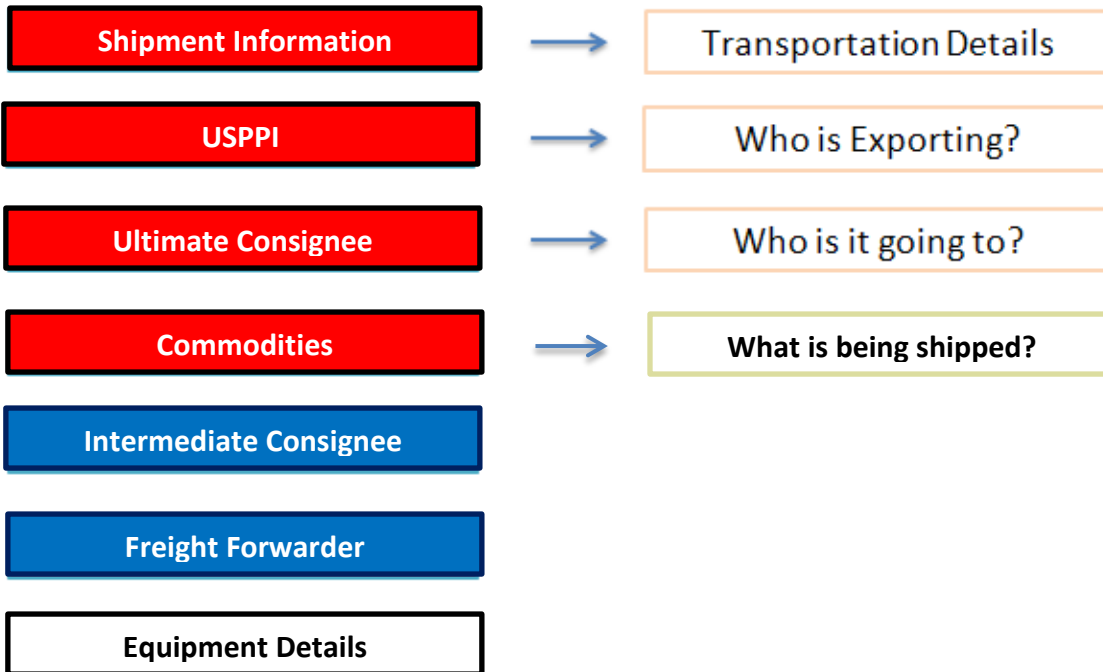 Shipment Information
Transportation Details
USPPI
Who is Exporting?
Ultimate Consignee
Who is it going to?
Commodities
What is being shipped?
Intermediate Consignee
Freight Forwarder
Equipment Details